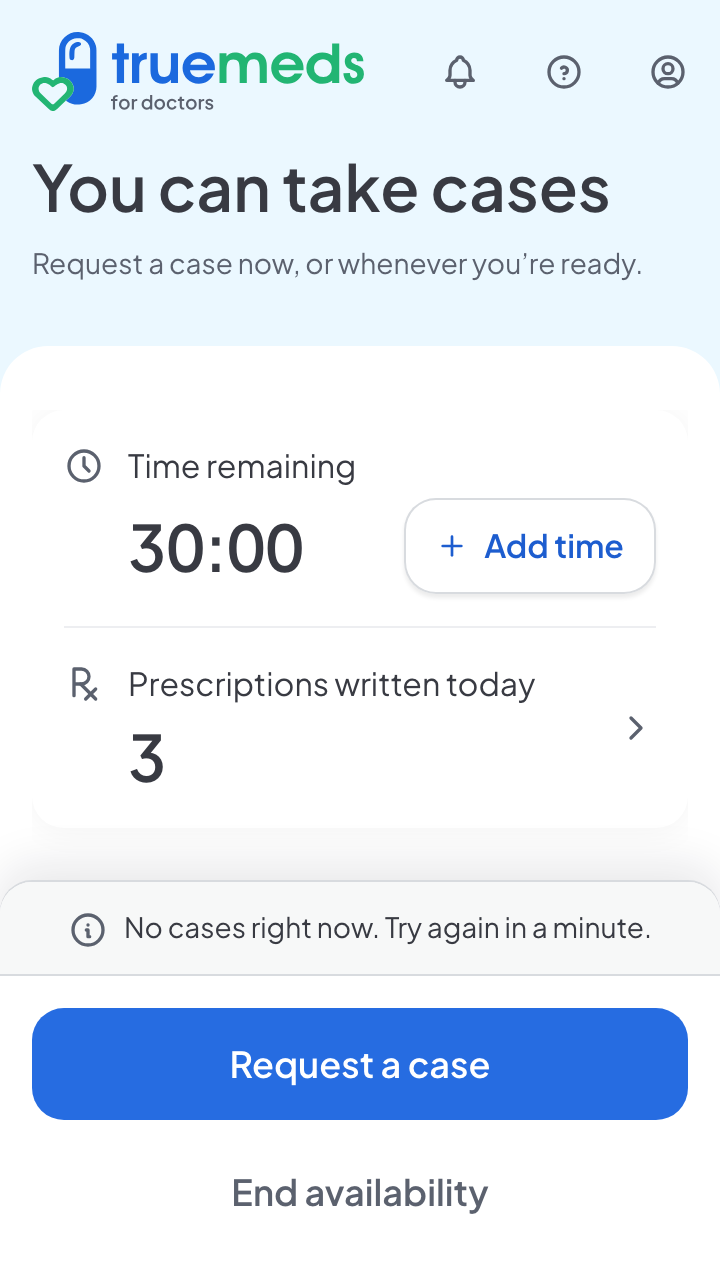 truemeds
for doctors
You can take cases
Request a case now, or whenever you’re ready.
Time remaining
30:00
+ Add time
Rx Prescriptions written today
3
No cases right now. Try again in a minute.
Request a case
End availability